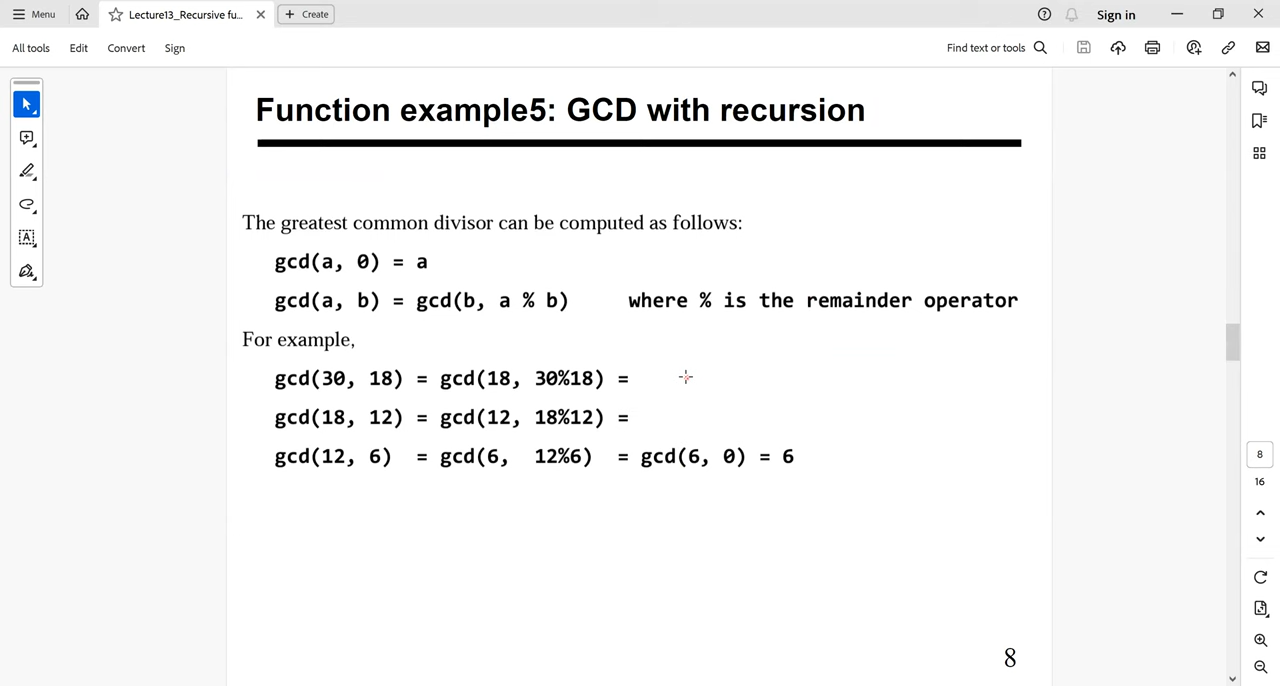 Menu
Lecture13_Recursive fu...
Create
Sign in
All tools
Edit
Convert
Sign
Find text or tools
Function example5: GCD with recursion
The greatest common divisor can be computed as follows:
gcd(a, 0) = a
gcd(a, b) = gcd(b, a % b) where % is the remainder operator
For example,
gcd(30, 18) = gcd(18, 30%18) =
gcd(18, 12) = gcd(12, 18%12) =
gcd(12, 6) = gcd(6, 12%6) = gcd(6, 0) = 6
8
8
16